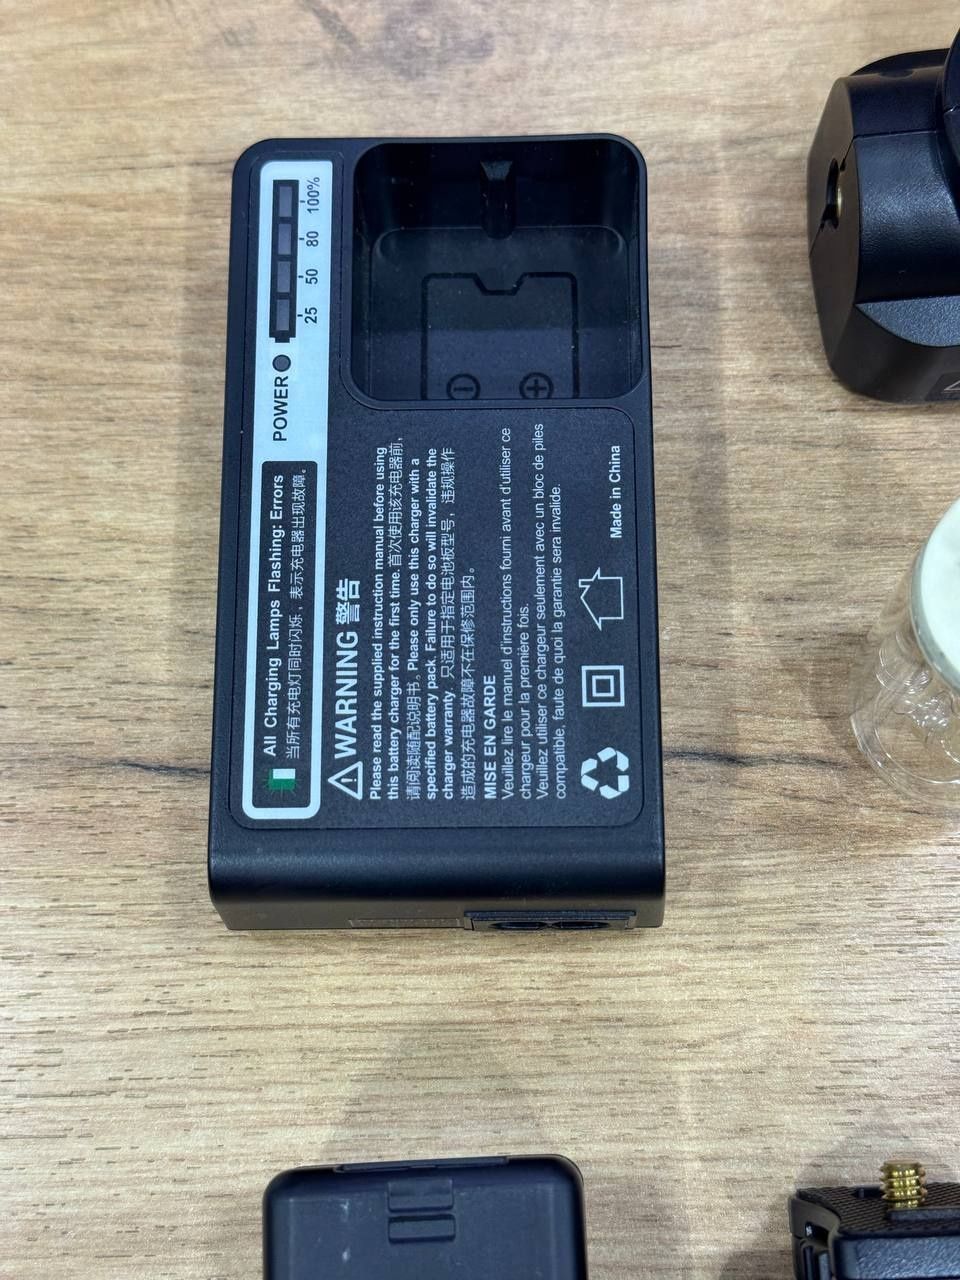 All Charging Lamps Flashing: Errors
当所有充电灯同时闪烁，表示充电器出现故障。
POWER
25 50 80 100%
WARNING 警告
Please read the supplied instruction manual before using
this battery charger for the first time. 首次使用该充电器前，
请阅读随配说明书。Please only use this charger with a
specified battery pack. Failure to do so will invalidate the
charger warranty. 只适用于指定电池板型号，违规操作
造成的充电器故障不在保修范围内。
MISE EN GARDE
Veuillez lire le manuel d'instructions fourni avant d'utiliser ce
chargeur pour la première fois.
Veuillez utiliser ce chargeur seulement avec un bloc de piles
compatible, faute de quoi la garantie sera invalide.
Made in China